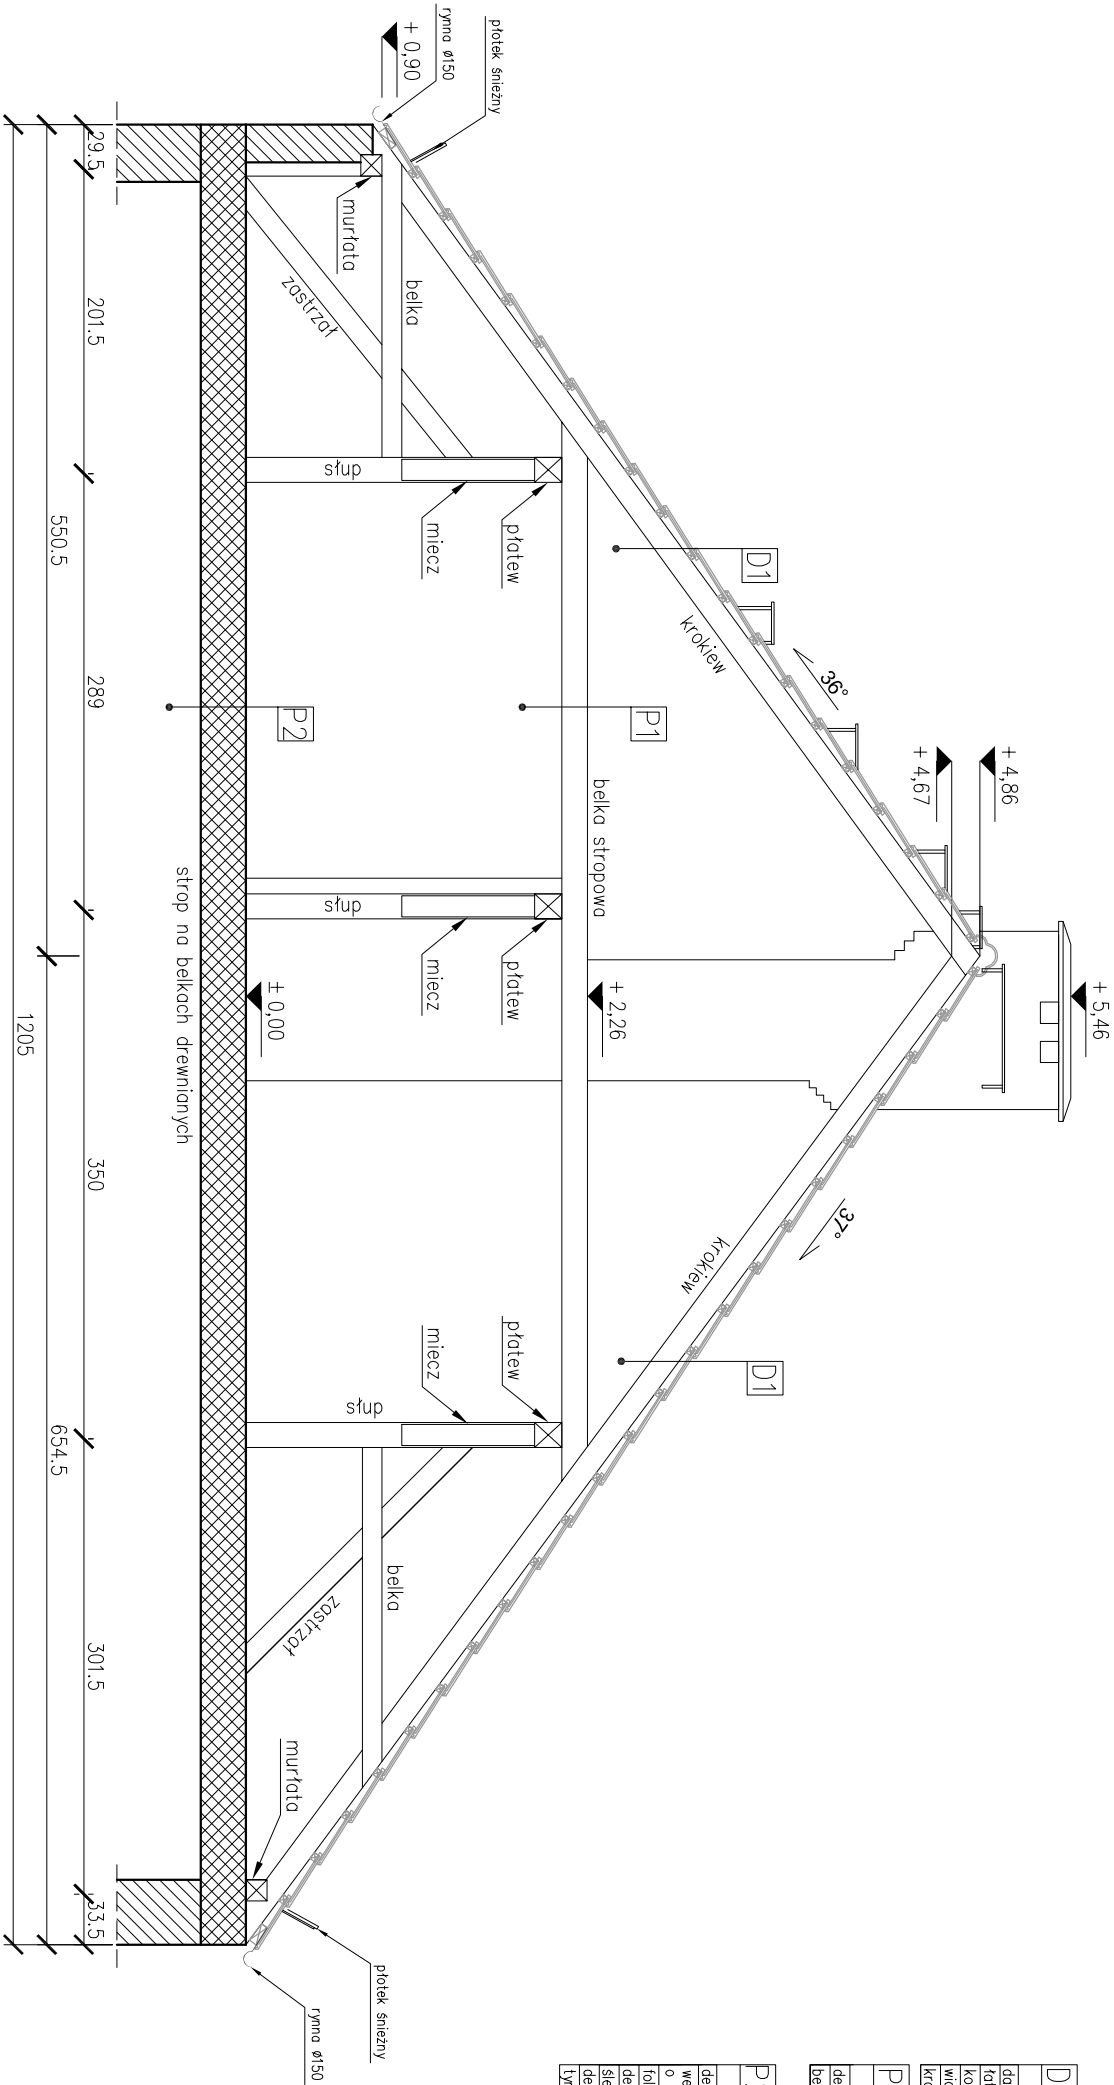 + 5,46
+ 4,86
+ 4,67
36°
37°
D1
D1
krokiew
krokiew
P1
belka stropowa
+ 2,26
płotek śnieżny
rynna ø150
+ 0,90
murłata
belka
zastrzał
słup
miecz
płatew
słup
miecz
płatew
słup
miecz
płatew
belka
zastrzał
murłata
płotek śnieżny
rynna ø150
± 0,00
P2
strop na belkach drewnianych
29.5
201.5
289
350
301.5
33.5
550.5
654.5
1205